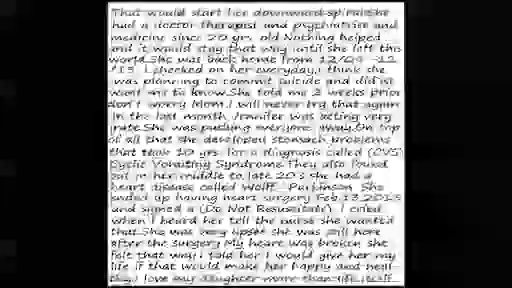 That would start her downward spiral.She
had a doctor therapist and psychiatrist and
medicine since 20 yrs old.Nothing helped
and it would stay that way until she left this
world.She was back home from 12/09 -11
/13 I checked on her everyday.i think she
was planning to commit suicide and didnt
want me to know.She told me 2 weeks prior
don't worry Mom.I will never try that again
In the last month Jennifer was acting very
irate.She was pushing everyone away.On top
of all that she developed stomach problems
that took 10 yrs for a diagnosis called (CVS)
Cyclic Vomiting Syndrome.They also found
out in her middle to late 20's she had a
heart disease called Wolff Parkinson She
ended up having heart surgery Feb.13,2013
and signed a (Do Not Resuscitate) I cried
when I heard her tell the nurse she wanted
that.She was very upset she was still here
after the surgery My heart was broken she
felt that way.i told her I would give her my
life if that would make her happy and
I love my daughter more than life itself